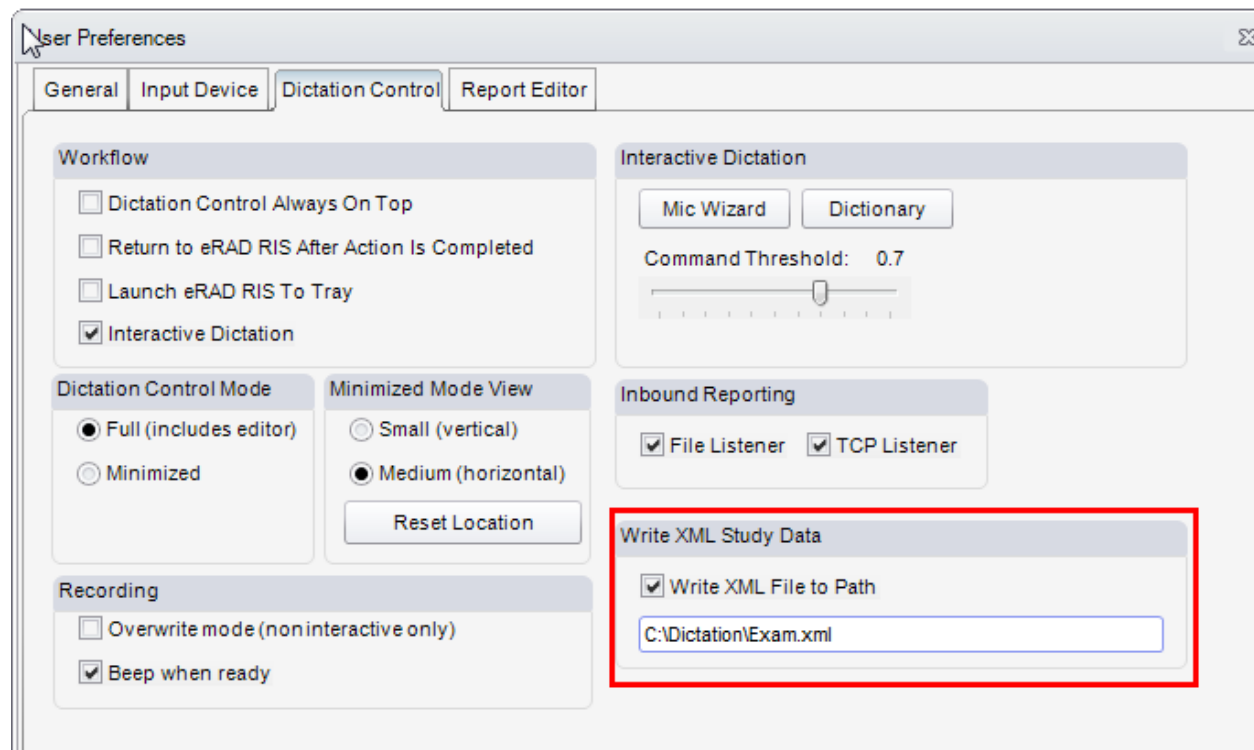 User Preferences
General Input Device Dictation Control Report Editor
Workflow
Dictation Control Always On Top
Return to eRAD RIS After Action Is Completed
Launch eRAD RIS To Tray
Interactive Dictation
Interactive Dictation
Mic Wizard Dictionary
Command Threshold: 0.7
Dictation Control Mode
Full (includes editor)
Minimized
Minimized Mode View
Small (vertical)
Medium (horizontal)
Reset Location
Inbound Reporting
File Listener TCP Listener
Recording
Overwrite mode (non interactive only)
Beep when ready
Write XML Study Data
Write XML File to Path
C:\Dictation\Exam.xml